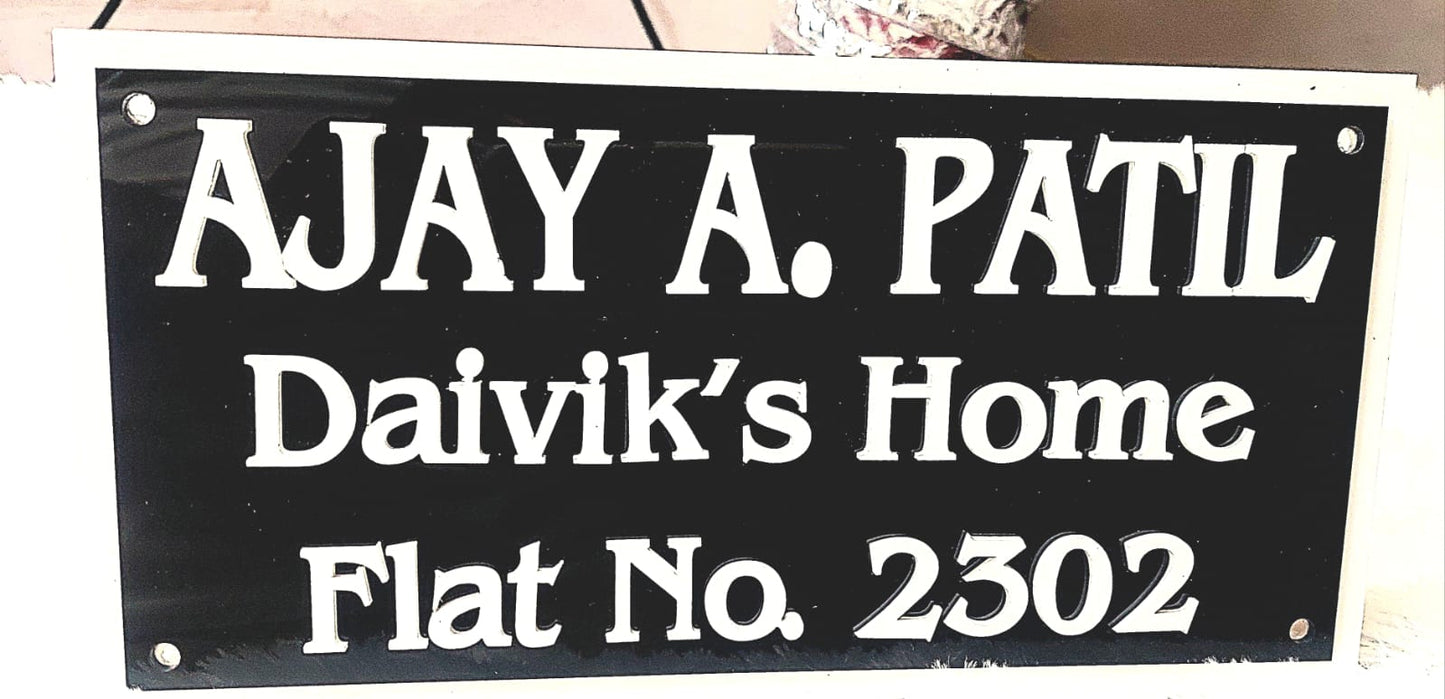 AJAY A. PATIL
Daivik's Home
Flat No. 2302